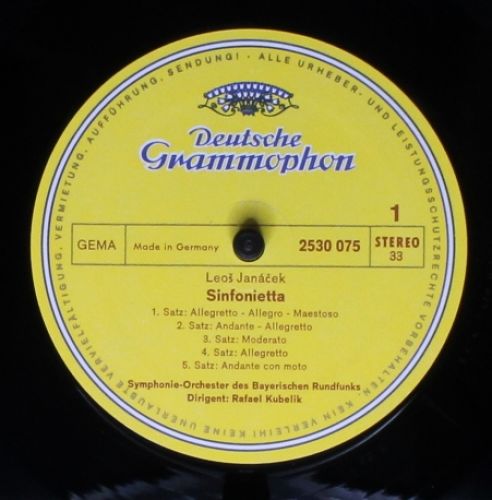 Deutsche
Grammophon
1
GEMA
Made in Germany
2530 075
STEREO
33
Leoš Janáček
Sinfonietta
1. Satz: Allegretto - Allegro - Maestoso
2. Satz: Andante - Allegretto
3. Satz: Moderato
4. Satz: Allegretto
5. Satz: Andante con moto
Symphonie-Orchester des Bayerischen Rundfunks
Dirigent: Rafael Kubelik
ALLE URHEBER- UND LEISTUNGSSCHUTZRECHTE VORBEHALTEN. KEIN VERLEIH! KEINE UNERLAUBTE VERVIELFÄLTIGUNG, VERMIETUNG, AUFFÜHRUNG, SENDUNG! -